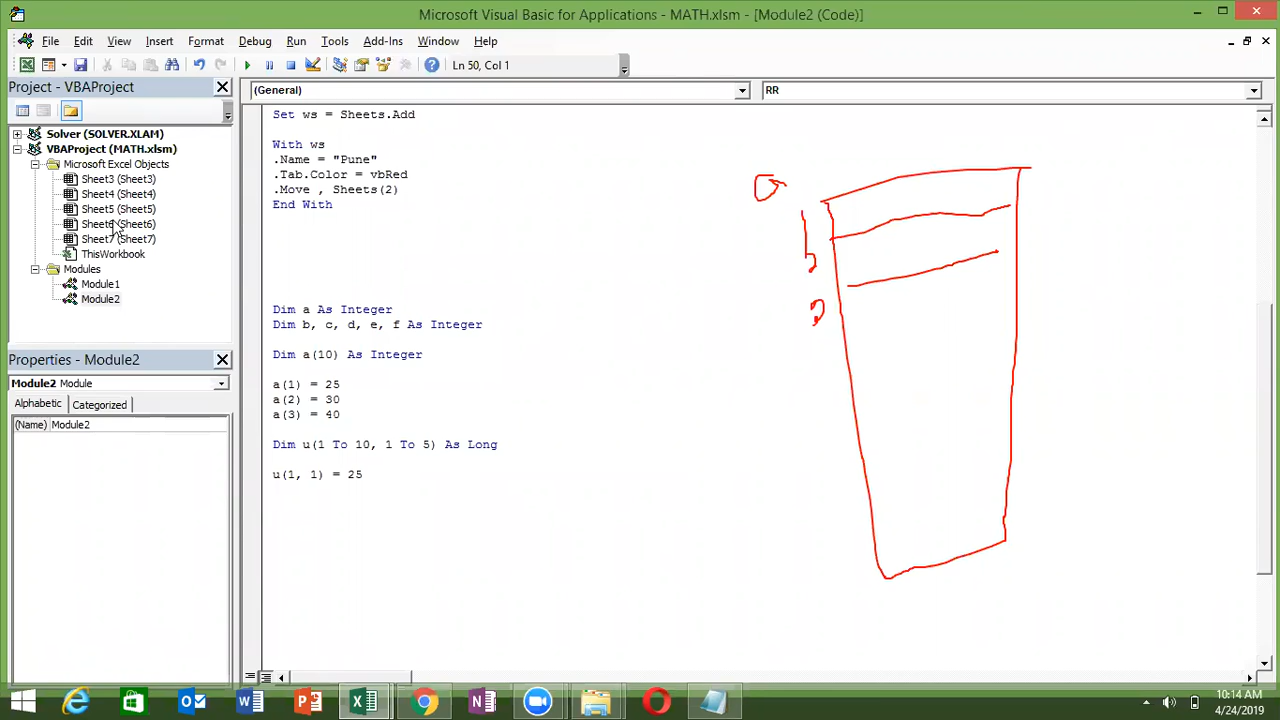 Microsoft Visual Basic for Applications - MATH.xlsm - [Module2 (Code)]
File Edit View Insert Format Debug Run Tools Add-Ins Window Help
Ln 50, Col 1
Project - VBAProject
(General)
RR
Solver (SOLVER.XLAM)
VBAProject (MATH.xlsm)
Microsoft Excel Objects
Sheet3 (Sheet3)
Sheet4 (Sheet4)
Sheet5 (Sheet5)
Sheet6 (Sheet6)
Sheet7 (Sheet7)
ThisWorkbook
Modules
Module1
Module2
Properties - Module2
Module2 Module
Alphabetic Categorized
(Name) Module2
Set ws = Sheets.Add
With ws
.Name = "Pune"
.Tab.Color = vbRed
.Move , Sheets(2)
End With
Dim a As Integer
Dim b, c, d, e, f As Integer
Dim a(10) As Integer
a(1) = 25
a(2) = 30
a(3) = 40
Dim u(1 To 10, 1 To 5) As Long
u(1, 1) = 25
10:14 AM
4/24/2019